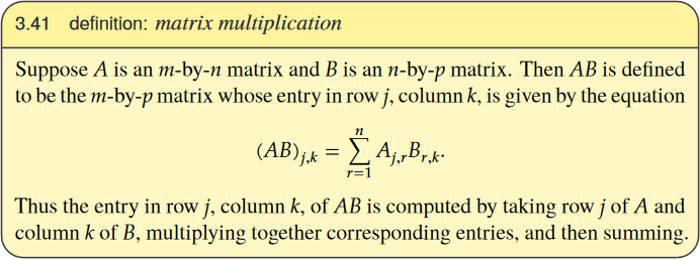 3.41 definition: matrix multiplication
Suppose A is an m-by-n matrix and B is an n-by-p matrix. Then AB is defined
to be the m-by-p matrix whose entry in row j, column k, is given by the equation
(AB)_{j,k} = \sum_{r=1}^{n} A_{j,r}B_{r,k}.
Thus the entry in row j, column k, of AB is computed by taking row j of A and
column k of B, multiplying together corresponding entries, and then summing.